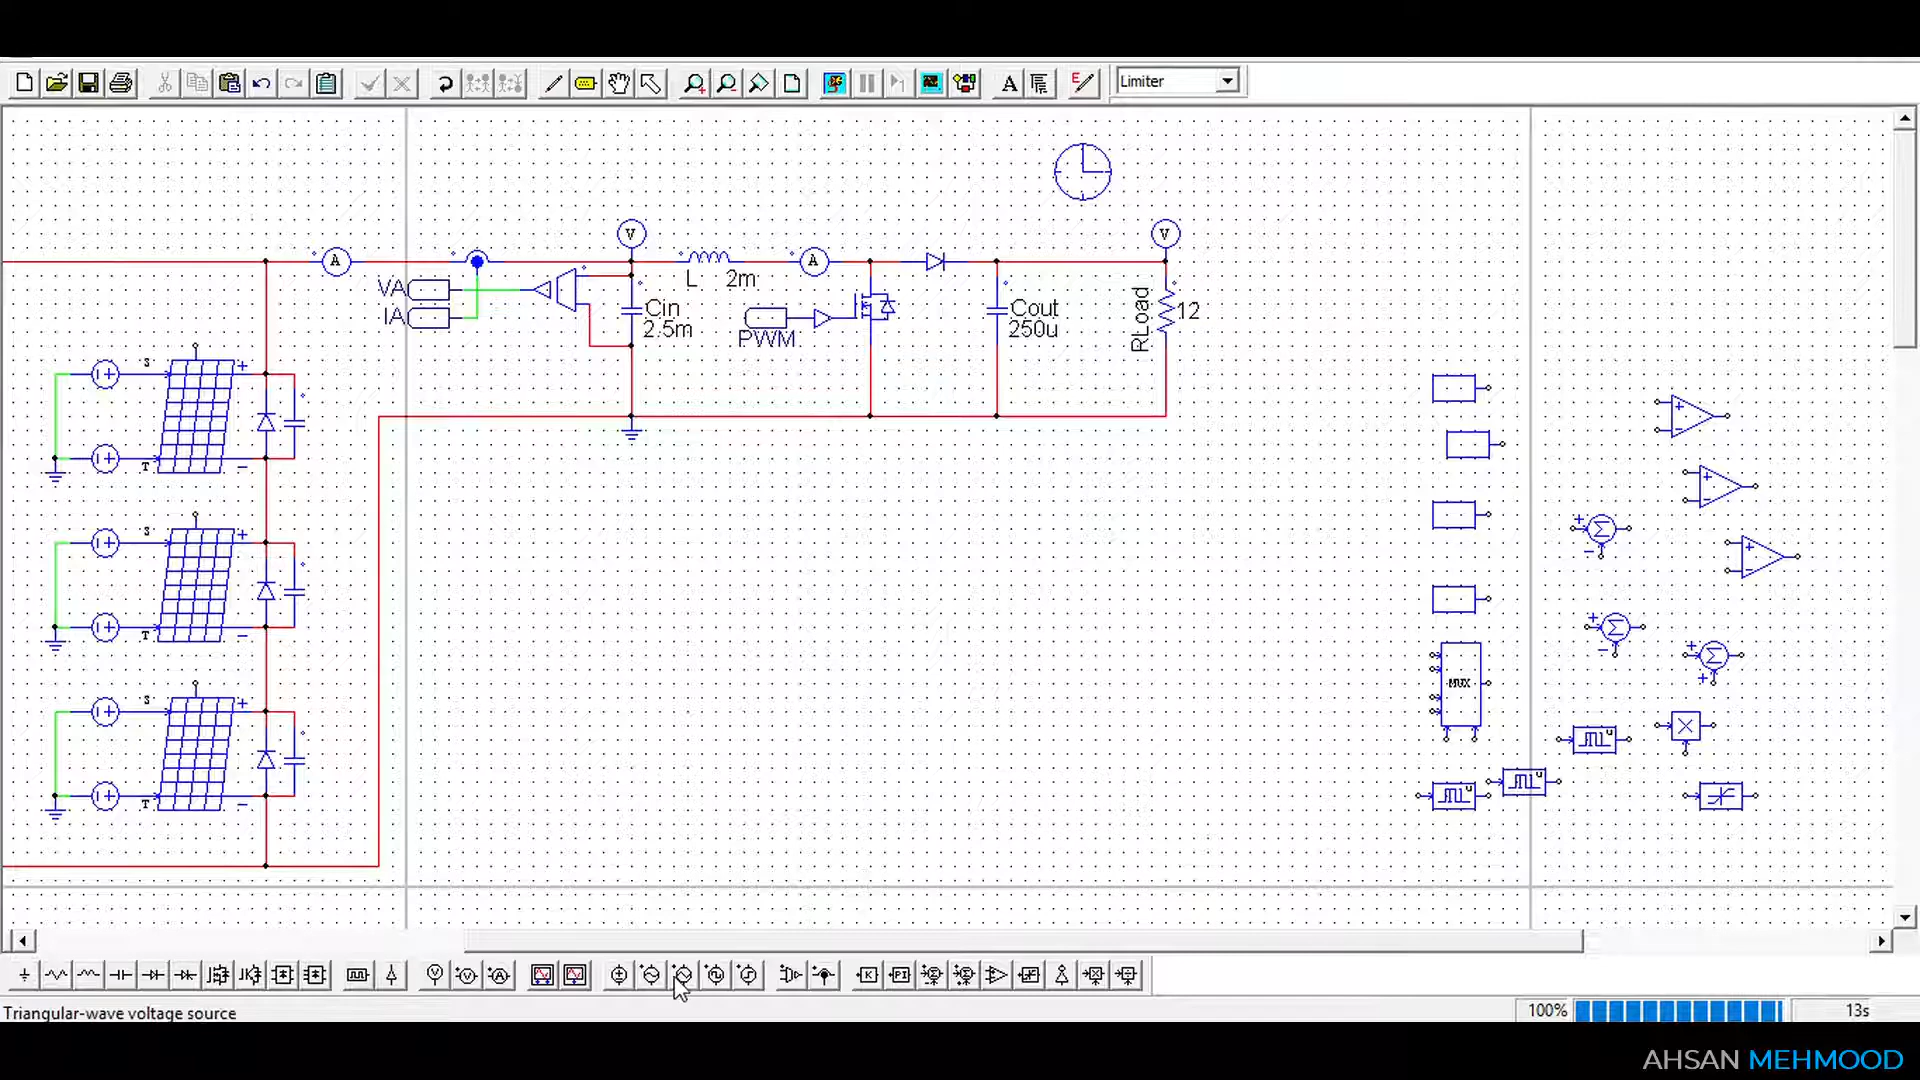 Limiter
A
V
L 2m
A
V
VA
IA
Cin
2.5m
PWM
Cout
250u
RLoad
12
S
T
S
T
S
T
MUX
K
PI
Triangular-wave voltage source
100%
13s
AHSAN MEHMOOD